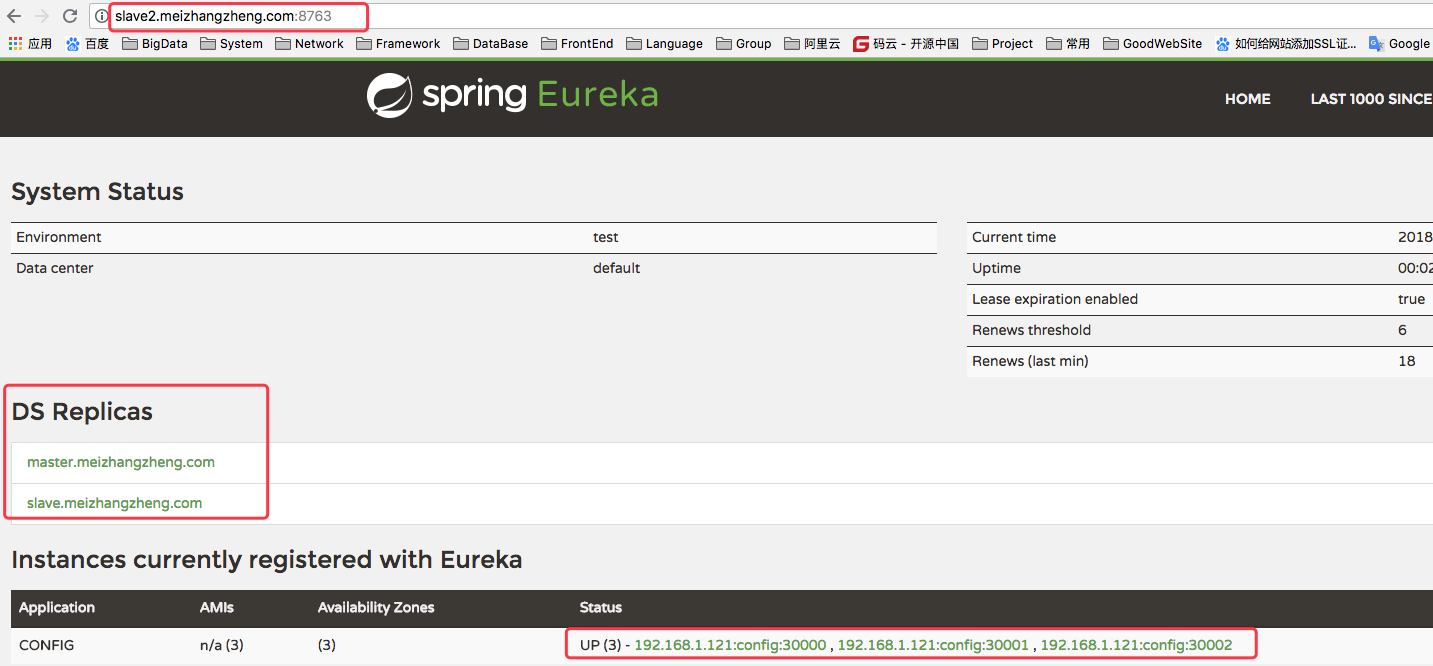 slave2.meizhangzheng.com:8763
应用 百度 BigData System Network Framework DataBase FrontEnd Language Group 阿里云 码云 - 开源中国 Project 常用 GoodWebSite 如何给网站添加SSL证... Google
spring Eureka
HOME LAST 1000 SINCE
System Status
Environment test
Data center default
Current time 2018
Uptime 00:02
Lease expiration enabled true
Renews threshold 6
Renews (last min) 18
DS Replicas
master.meizhangzheng.com
slave.meizhangzheng.com
Instances currently registered with Eureka
Application AMIs Availability Zones Status
CONFIG n/a (3) (3) UP (3) - 192.168.1.121:config:30000 , 192.168.1.121:config:30001 , 192.168.1.121:config:30002